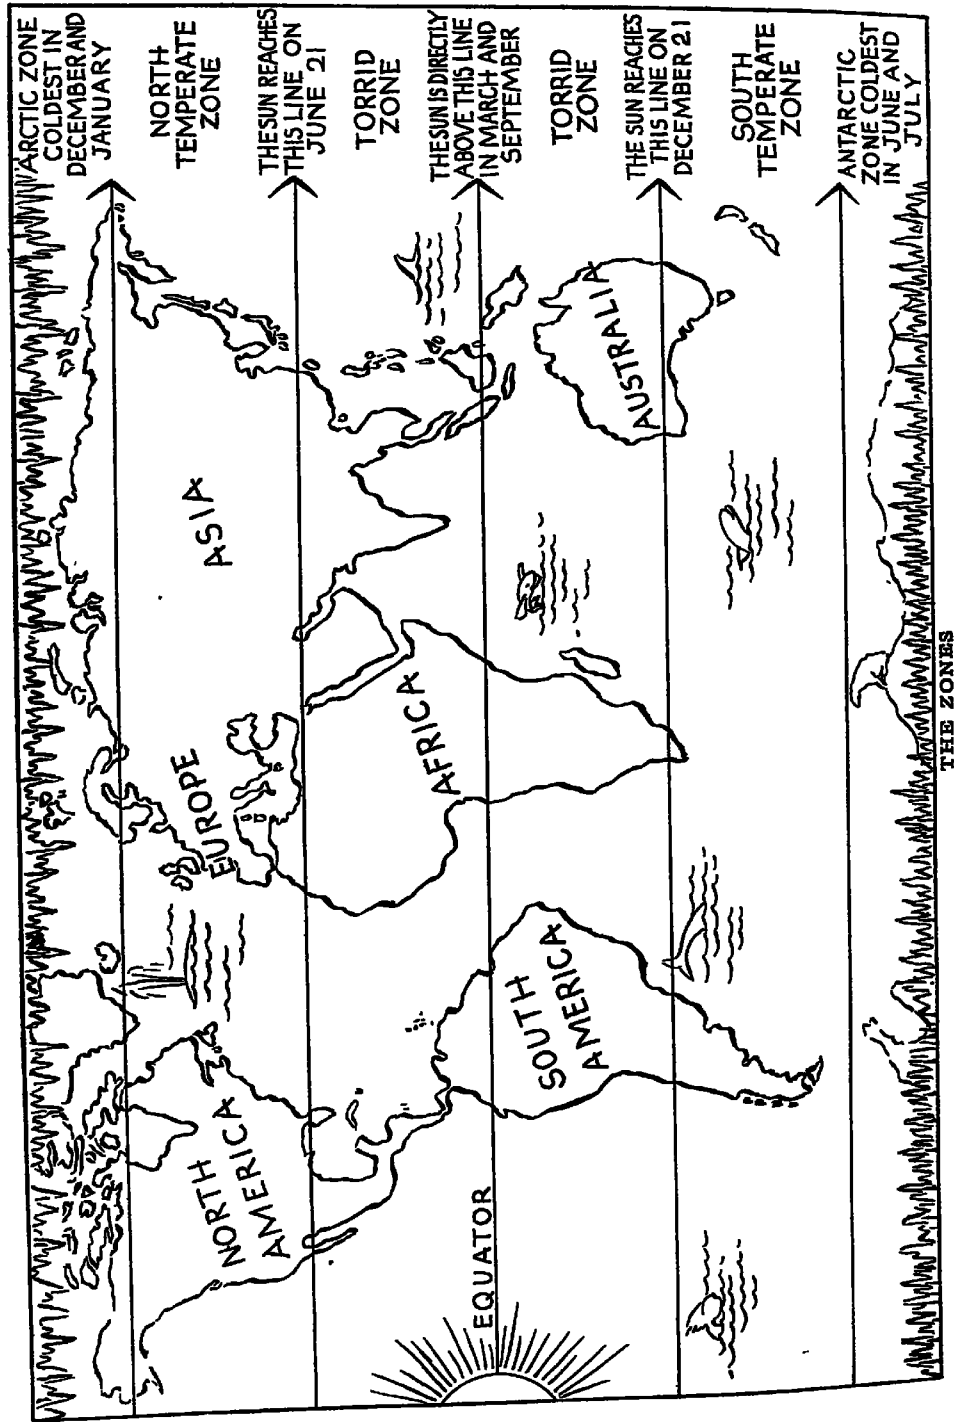 ARCTIC ZONE
COLDEST IN
DECEMBER AND
JANUARY
NORTH
TEMPERATE
ZONE
THE SUN REACHES
THIS LINE ON
JUNE 21
TORRID
ZONE
THE SUN IS DIRECTLY
ABOVE THIS LINE
IN MARCH AND
SEPTEMBER
TORRID
ZONE
THE SUN REACHES
THIS LINE ON
DECEMBER 21
SOUTH
TEMPERATE
ZONE
ANTARCTIC
ZONE COLDEST
IN JUNE AND
JULY
NORTH
AMERICA
EUROPE
ASIA
AFRICA
EQUATOR
SOUTH
AMERICA
AUSTRALIA
THE ZONES